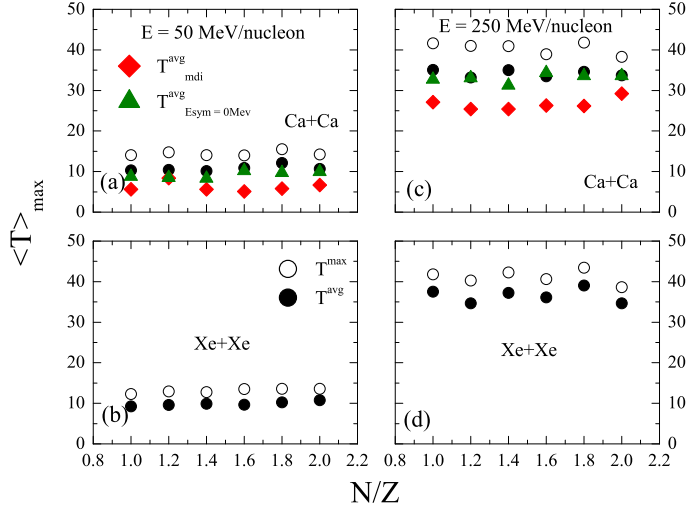 E = 50 MeV/nucleon
T^avg_mdi
T^avg_Esym = 0Mev
Ca+Ca
(a)
50
40
30
20
10
0
E = 250 MeV/nucleon
Ca+Ca
(c)
50
40
30
20
10
0
<T>max
T^max
T^avg
Xe+Xe
(b)
50
40
30
20
10
0
0.8 1.0 1.2 1.4 1.6 1.8 2.0
Xe+Xe
(d)
50
40
30
20
10
0
0.8 1.0 1.2 1.4 1.6 1.8 2.0 2.2
N/Z